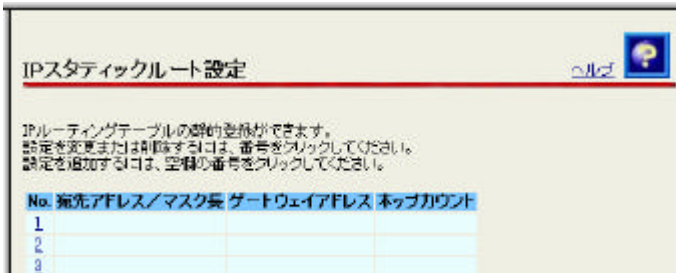 IPスタティックルート設定
ヘルプ
IPルーティングテーブルの静的登録ができます。
設定を変更または削除するには、番号をクリックしてください。
設定を追加するには、空欄の番号をクリックしてください。
No. 宛先アドレス/マスク長 ゲートウェイアドレス ホップカウント
1
2
3